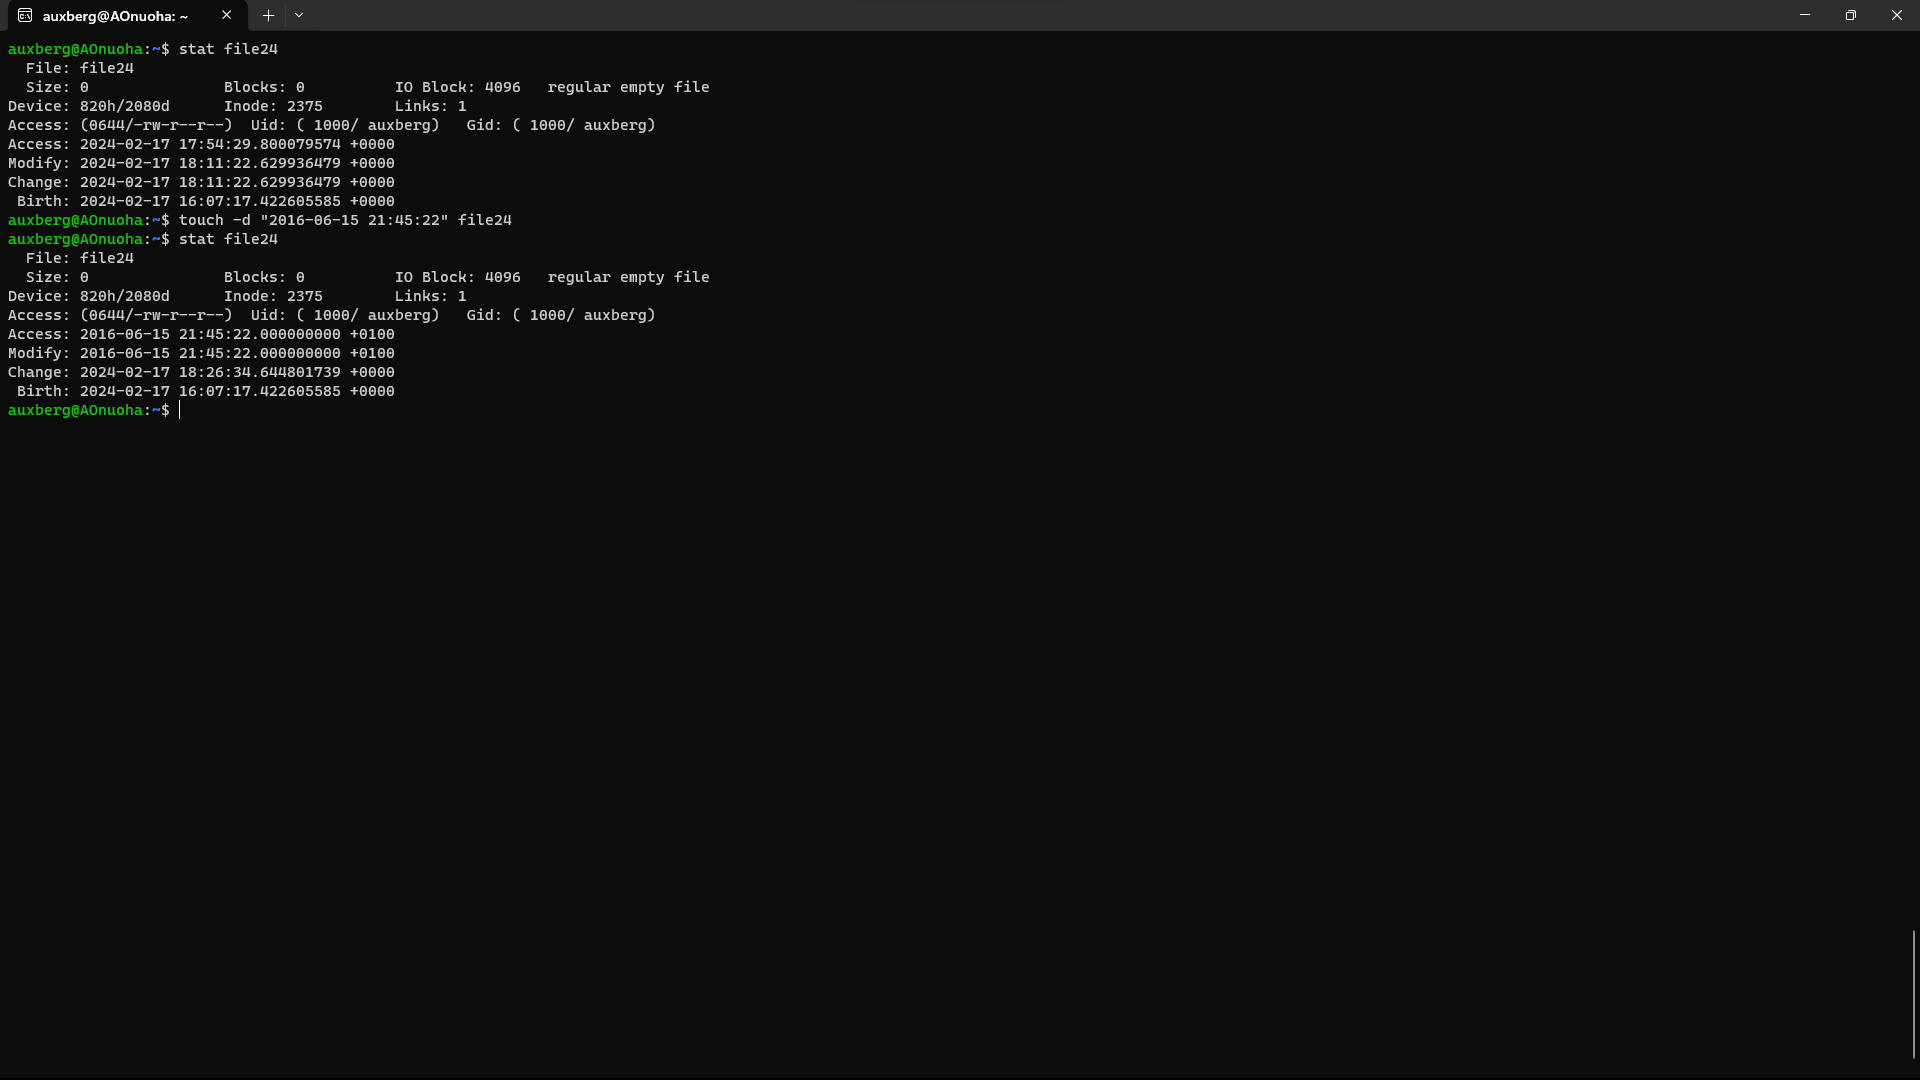 auxberg@AOnuoha: ~
auxberg@AOnuoha:~$ stat file24
  File: file24
  Size: 0               Blocks: 0          IO Block: 4096   regular empty file
Device: 820h/2080d      Inode: 2375        Links: 1
Access: (0644/-rw-r--r--)  Uid: ( 1000/ auxberg)   Gid: ( 1000/ auxberg)
Access: 2024-02-17 17:54:29.800079574 +0000
Modify: 2024-02-17 18:11:22.629936479 +0000
Change: 2024-02-17 18:11:22.629936479 +0000
 Birth: 2024-02-17 16:07:17.422605585 +0000
auxberg@AOnuoha:~$ touch -d "2016-06-15 21:45:22" file24
auxberg@AOnuoha:~$ stat file24
  File: file24
  Size: 0               Blocks: 0          IO Block: 4096   regular empty file
Device: 820h/2080d      Inode: 2375        Links: 1
Access: (0644/-rw-r--r--)  Uid: ( 1000/ auxberg)   Gid: ( 1000/ auxberg)
Access: 2016-06-15 21:45:22.000000000 +0100
Modify: 2016-06-15 21:45:22.000000000 +0100
Change: 2024-02-17 18:26:34.644801739 +0000
 Birth: 2024-02-17 16:07:17.422605585 +0000
auxberg@AOnuoha:~$